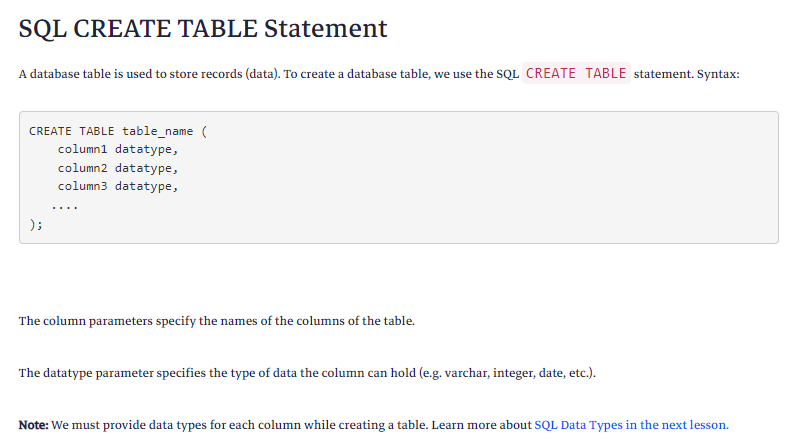 SQL CREATE TABLE Statement
A database table is used to store records (data). To create a database table, we use the SQL CREATE TABLE statement. Syntax:
CREATE TABLE table_name (
    column1 datatype,
    column2 datatype,
    column3 datatype,
   ....
);
The column parameters specify the names of the columns of the table.
The datatype parameter specifies the type of data the column can hold (e.g. varchar, integer, date, etc.).
Note: We must provide data types for each column while creating a table. Learn more about SQL Data Types in the next lesson.